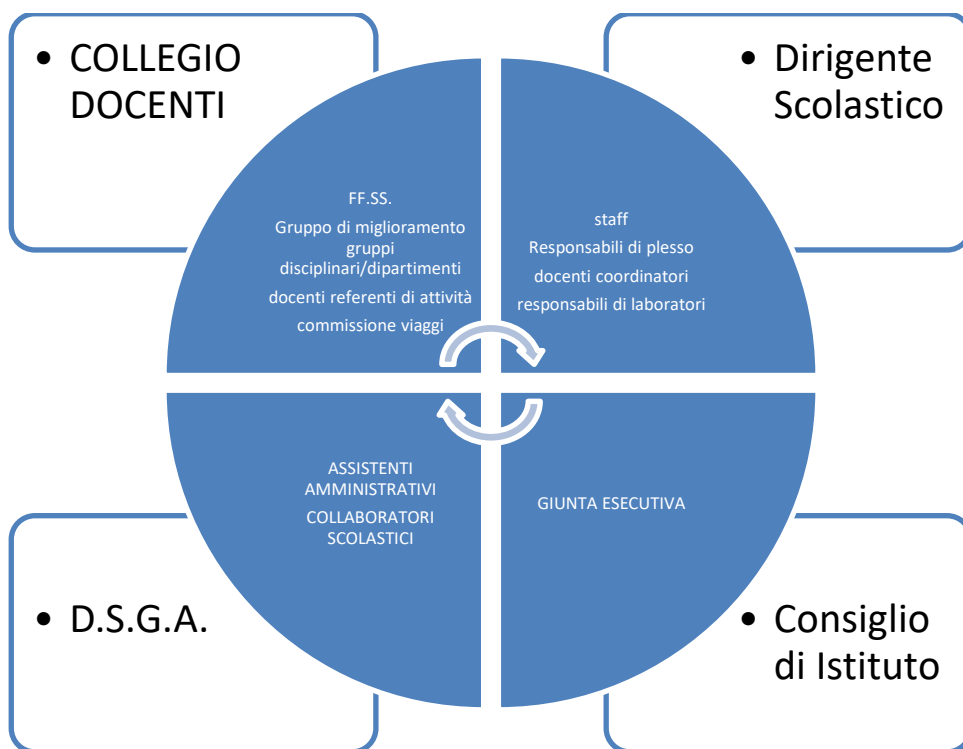 • COLLEGIO
DOCENTI
• Dirigente
Scolastico
FF.SS.
Gruppo di miglioramento
gruppi
disciplinari/dipartimenti
docenti referenti di attività
commissione viaggi
staff
Responsabili di plesso
docenti coordinatori
responsabili di laboratori
ASSISTENTI
AMMINISTRATIVI
COLLABORATORI
SCOLASTICI
GIUNTA ESECUTIVA
• D.S.G.A.
• Consiglio
di Istituto